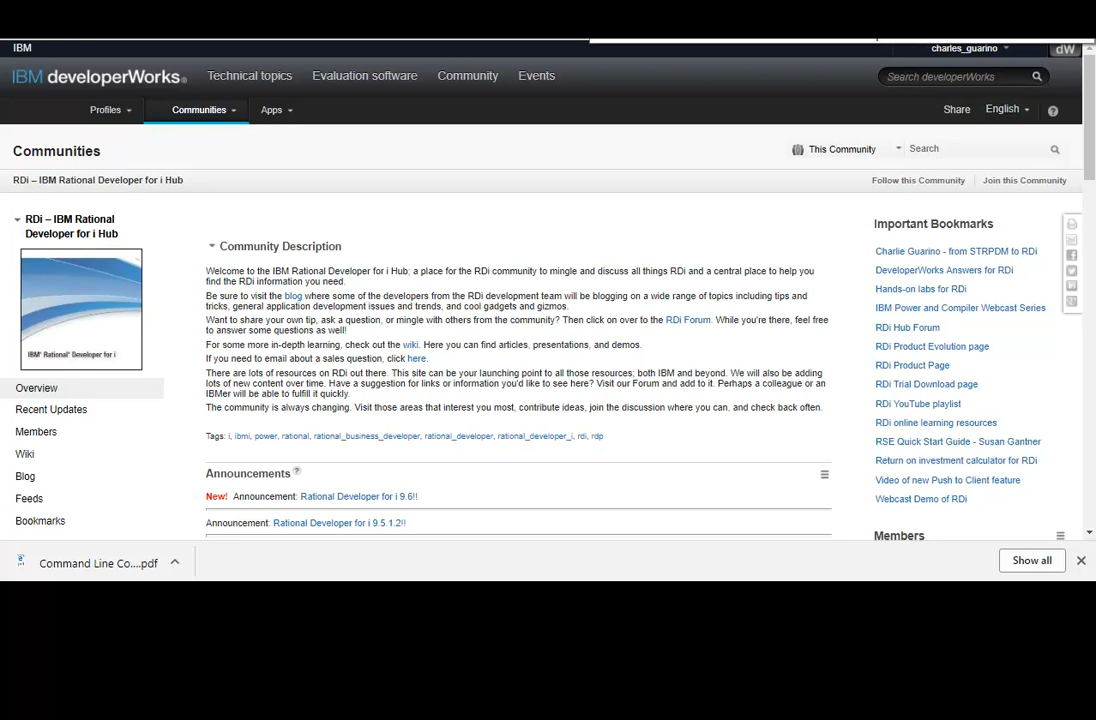 IBM
charles_guarino
dW
IBM developerWorks®
Technical topics
Evaluation software
Community
Events
Search developerWorks
Profiles
Communities
Apps
Share
English
?
Communities
This Community
Search
RDi – IBM Rational Developer for i Hub
Follow this Community
Join this Community
RDi – IBM Rational
Developer for i Hub
IBM® Rational® Developer for i
Overview
Recent Updates
Members
Wiki
Blog
Feeds
Bookmarks
Community Description
Welcome to the IBM Rational Developer for i Hub, a place for the RDi community to mingle and discuss all things RDi and a central place to help you
find the RDi information you need.
Be sure to visit the blog where some of the developers from the RDi development team will be blogging on a wide range of topics including tips and
tricks, general application development issues and trends, and cool gadgets and gizmos.
Want to share your own tip, ask a question, or mingle with others from the community? Then click on over to the RDi Forum. While you're there, feel free
to answer some questions as well!
For some more in-depth learning, check out the wiki. Here you can find articles, presentations, and demos.
If you need to email about a sales question, click here.
There are lots of resources on RDi out there. This site can be your launching point to all those resources; both IBM and beyond. We will also be adding
lots of new content over time. Have a suggestion for links or information you'd like to see here? Visit our Forum and add to it. Perhaps a colleague or an
IBMer will be able to fulfill it quickly.
The community is always changing. Visit those areas that interest you most, contribute ideas, join the discussion where you can, and check back often.
Tags: i, ibmi, power, rational, rational_business_developer, rational_developer, rational_developer_i, rdi, rdp
Announcements ?
New! Announcement: Rational Developer for i 9.6!!
Announcement: Rational Developer for i 9.5.1.2!!
Important Bookmarks
Charlie Guarino - from STRPDM to RDi
DeveloperWorks Answers for RDi
Hands-on labs for RDi
IBM Power and Compiler Webcast Series
RDi Hub Forum
RDi Product Evolution page
RDi Product Page
RDi Trial Download page
RDi YouTube playlist
RDi online learning resources
RSE Quick Start Guide - Susan Gantner
Return on investment calculator for RDi
Video of new Push to Client feature
Webcast Demo of RDi
Members
Command Line Co....pdf
Show all